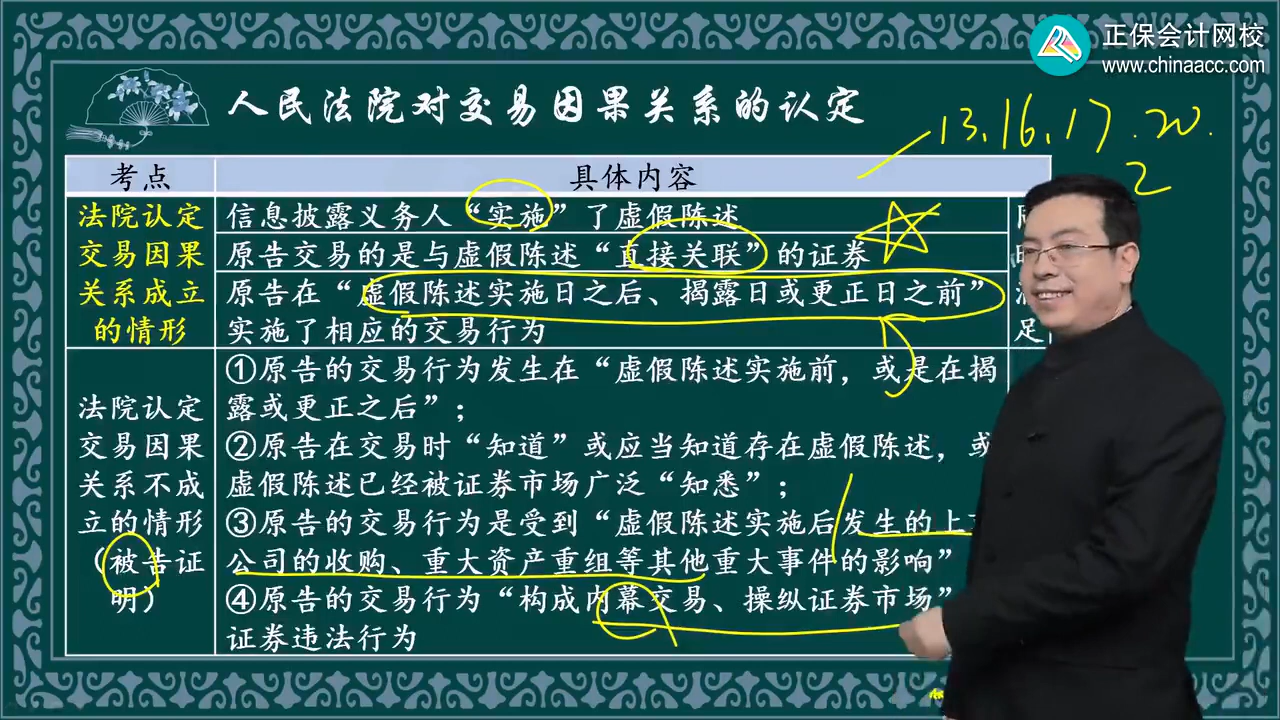 正保会计网校
www.chinaacc.com
人民法院对交易因果关系的认定
13、16、17、20.
2
考点
具体内容
法院认定
交易因果
关系成立
的情形
信息披露义务人“实施”了虚假陈述
原告交易的是与虚假陈述“直接关联”的证券
原告在“虚假陈述实施日之后、揭露日或更正日之前”
实施了相应的交易行为
足
法院认定
交易因果
关系不成
立的情形
（被告证
明）
①原告的交易行为发生在“虚假陈述实施前，或是在揭
露或更正之后”；
②原告在交易时“知道”或应当知道存在虚假陈述，或
虚假陈述已经被证券市场广泛“知悉”；
③原告的交易行为是受到“虚假陈述实施后发生的上
公司的收购、重大资产重组等其他重大事件的影响”
④原告的交易行为“构成内幕交易、操纵证券市场”
证券违法行为